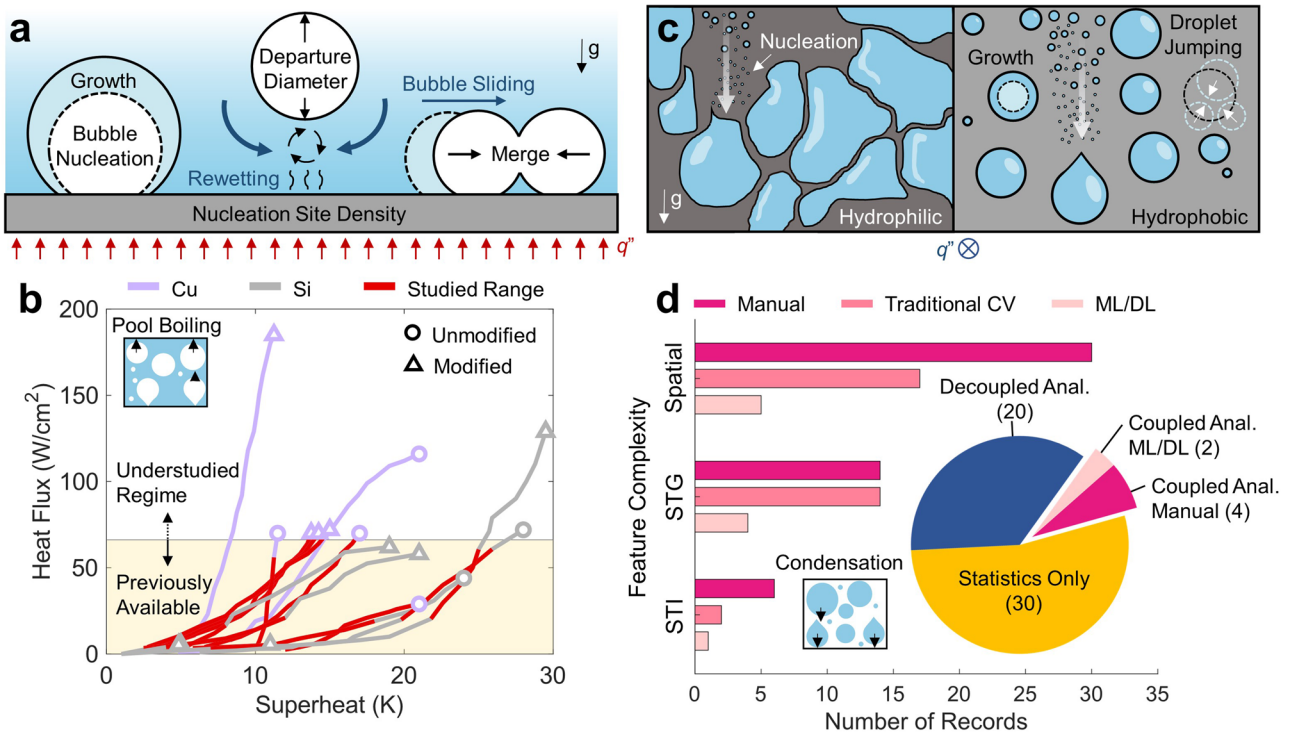 a
Growth
Bubble
Nucleation
Departure
Diameter
Rewetting
Bubble Sliding
g
Merge
Nucleation Site Density
q"
b
Cu
Si
Studied Range
200
150
100
50
0
Heat Flux (W/cm²)
Pool Boiling
Unmodified
Modified
Understudied
Regime
Previously
Available
0
10
20
30
Superheat (K)
c
Nucleation
g
Hydrophilic
Growth
Droplet
Jumping
Hydrophobic
q"
d
Manual
Traditional CV
ML/DL
Feature Complexity
Spatial
STG
STI
Decoupled Anal.
(20)
Coupled Anal.
ML/DL (2)
Coupled Anal.
Manual (4)
Statistics Only
(30)
Condensation
0
5
10
15
20
25
30
35
Number of Records